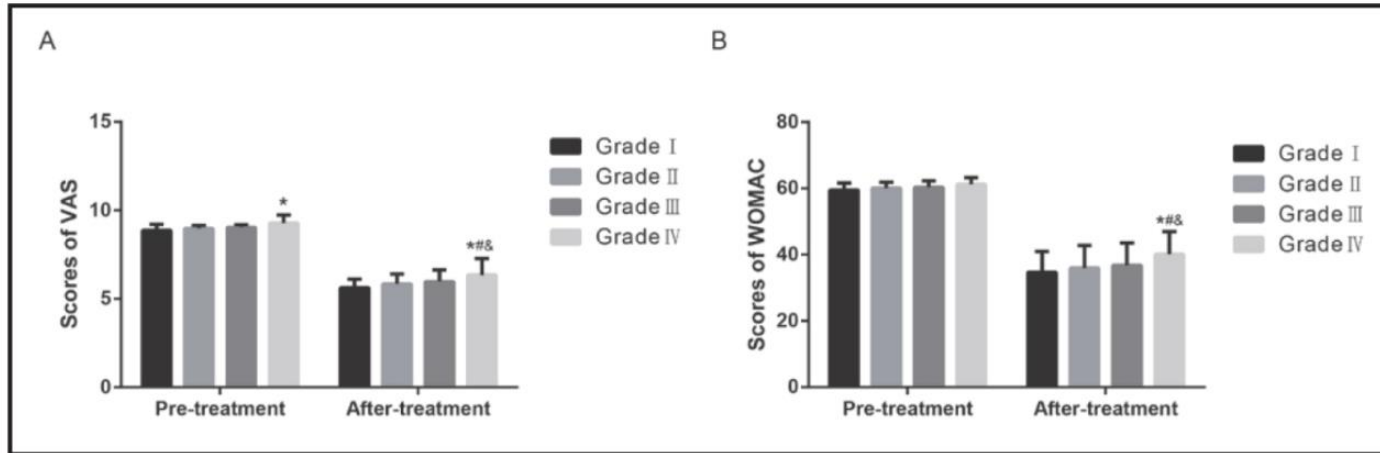 A
Scores of VAS
15
10
5
0
*
*#&
Pre-treatment
After-treatment
Grade Ⅰ
Grade Ⅱ
Grade Ⅲ
Grade Ⅳ
B
Scores of WOMAC
80
60
40
20
0
*#&
Pre-treatment
After-treatment
Grade Ⅰ
Grade Ⅱ
Grade Ⅲ
Grade Ⅳ